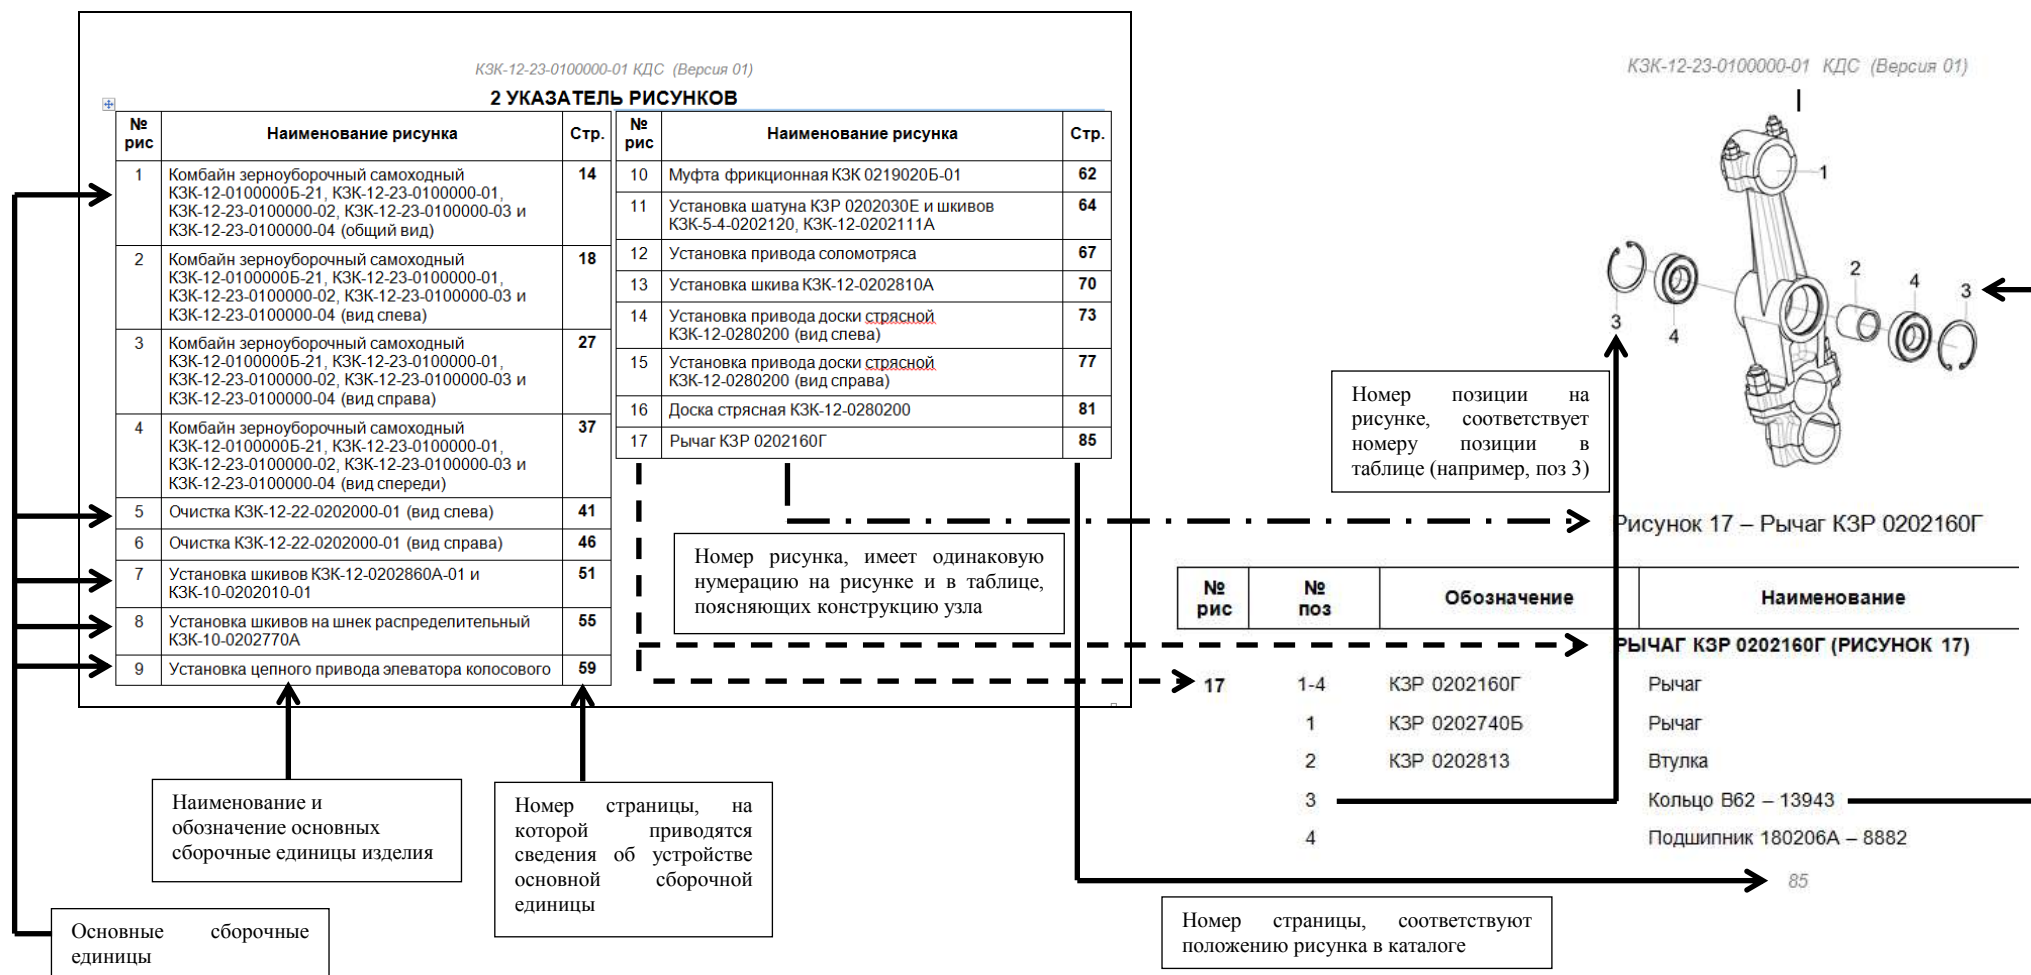 КЗК-12-23-0100000-01 КДС (Версия 01)
2 УКАЗАТЕЛЬ РИСУНКОВ
№ рис Наименование рисунка Стр.
1 Комбайн зерноуборочный самоходный 14
КЗК-12-0100000Б-21, КЗК-12-23-0100000-01,
КЗК-12-23-0100000-02, КЗК-12-23-0100000-03 и
КЗК-12-23-0100000-04 (общий вид)
2 Комбайн зерноуборочный самоходный 18
КЗК-12-0100000Б-21, КЗК-12-23-0100000-01,
КЗК-12-23-0100000-02, КЗК-12-23-0100000-03 и
КЗК-12-23-0100000-04 (вид слева)
3 Комбайн зерноуборочный самоходный 27
КЗК-12-0100000Б-21, КЗК-12-23-0100000-01,
КЗК-12-23-0100000-02, КЗК-12-23-0100000-03 и
КЗК-12-23-0100000-04 (вид справа)
4 Комбайн зерноуборочный самоходный 37
КЗК-12-0100000Б-21, КЗК-12-23-0100000-01,
КЗК-12-23-0100000-02, КЗК-12-23-0100000-03 и
КЗК-12-23-0100000-04 (вид спереди)
5 Очистка КЗК-12-22-0202000-01 (вид слева) 41
6 Очистка КЗК-12-22-0202000-01 (вид справа) 46
7 Установка шкивов КЗК-12-0202860А-01 и 51
КЗК-10-0202010-01
8 Установка шкивов на шнек распределительный 55
КЗК-10-0202770А
9 Установка цепного привода элеватора колосового 59
№ рис Наименование рисунка Стр.
10 Муфта фрикционная КЗК 0219020Б-01 62
11 Установка шатуна КЗР 0202030Е и шкивов 64
КЗК-5-4-0202120, КЗК-12-0202111А
12 Установка привода соломотряса 67
13 Установка шкива КЗК-12-0202810А 70
14 Установка привода доски стрясной 73
КЗК-12-0280200 (вид слева)
15 Установка привода доски стрясной 77
КЗК-12-0280200 (вид справа)
16 Доска стрясная КЗК-12-0280200 81
17 Рычаг КЗР 0202160Г 85
Номер рисунка, имеет одинаковую
нумерацию на рисунке и в таблице,
поясняющих конструкцию узла
Наименование и
обозначение основных
сборочные единицы изделия
Номер страницы, на
которой приводятся
сведения об устройстве
основной сборочной
единицы
Основные сборочные
единицы
КЗК-12-23-0100000-01 КДС (Версия 01)
1
2
4
3
3
4
Номер позиции на
рисунке, соответствует
номеру позиции в
таблице (например, поз 3)
Рисунок 17 – Рычаг КЗР 0202160Г
№ рис № поз Обозначение Наименование
РЫЧАГ КЗР 0202160Г (РИСУНОК 17)
17 1-4 КЗР 0202160Г Рычаг
1 КЗР 0202740Б Рычаг
2 КЗР 0202813 Втулка
3 Кольцо В62 – 13943
4 Подшипник 180206А – 8882
85
Номер страницы, соответствуют
положению рисунка в каталоге